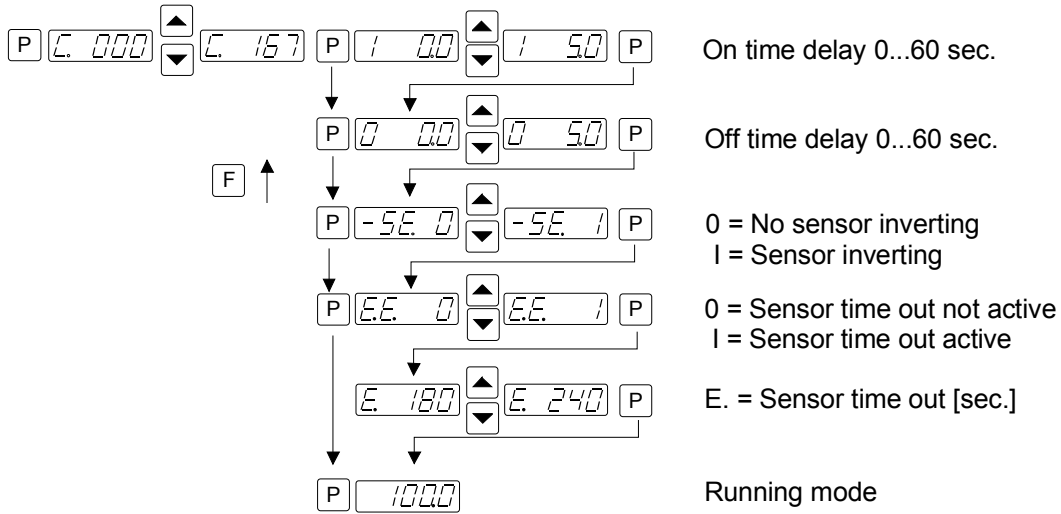 P C. 000 C. 167 P I 0.0 I 5.0 P On time delay 0...60 sec.
P 0 0.0 0 5.0 P Off time delay 0...60 sec.
F
P -SE. 0 -SE. 1 P 0 = No sensor inverting
I = Sensor inverting
P E.E. 0 E.E. 1 P 0 = Sensor time out not active
I = Sensor time out active
E. 180 E. 240 P E. = Sensor time out [sec.]
P 100.0 Running mode